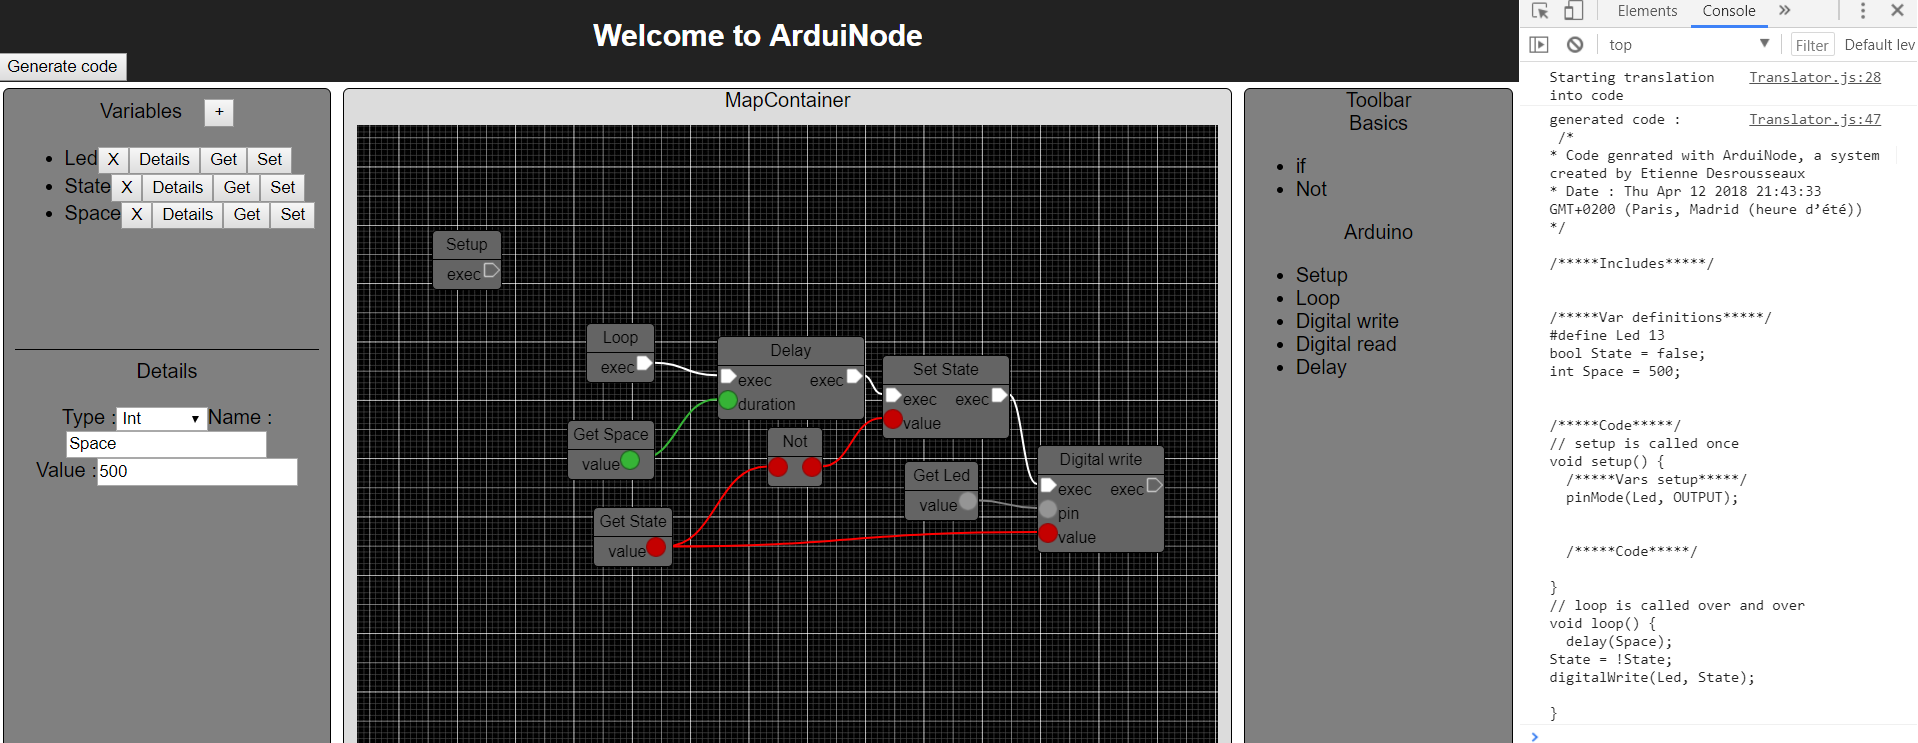 Welcome to ArduiNode
Generate code
Variables +
Led X Details Get Set
State X Details Get Set
Space X Details Get Set
Details
Type : Int Name :
Space
Value : 500
MapContainer
Setup
exec
Loop
exec
Delay
exec exec
duration
Set State
exec exec
value
Get Space
value
Not
Get Led
value
Digital write
exec exec
pin
value
Get State
value
Toolbar
Basics
if
Not
Arduino
Setup
Loop
Digital write
Digital read
Delay
Elements Console »
top Filter Default lev
Starting translation Translator.js:28
into code
generated code : Translator.js:47
/*
* Code genrated with ArduiNode, a system
created by Etienne Desrousseaux
* Date : Thu Apr 12 2018 21:43:33
GMT+0200 (Paris, Madrid (heure d’été))
*/
/*****Includes*****/
/*****Var definitions*****/
#define Led 13
bool State = false;
int Space = 500;
/*****Code*****/
// setup is called once
void setup() {
/*****Vars setup*****/
pinMode(Led, OUTPUT);
/*****Code*****/
}
// loop is called over and over
void loop() {
delay(Space);
State = !State;
digitalWrite(Led, State);
}